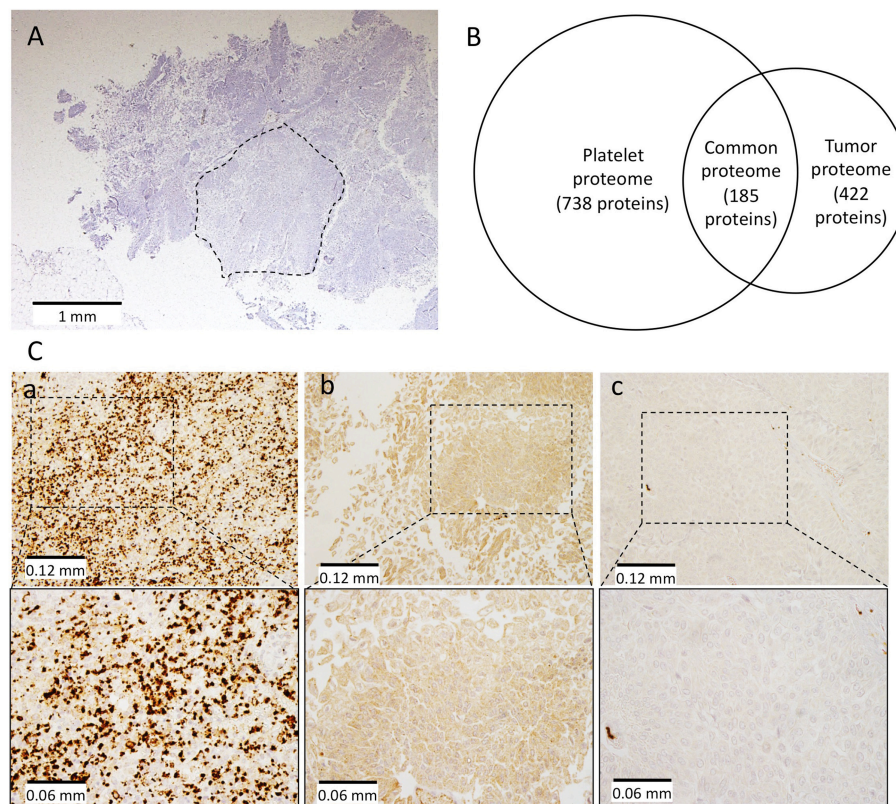 A
1 mm
B
Platelet
proteome
(738 proteins)
Common
proteome
(185
proteins)
Tumor
proteome
(422
proteins)
C
a
0.12 mm
b
0.12 mm
c
0.12 mm
0.06 mm
0.06 mm
0.06 mm